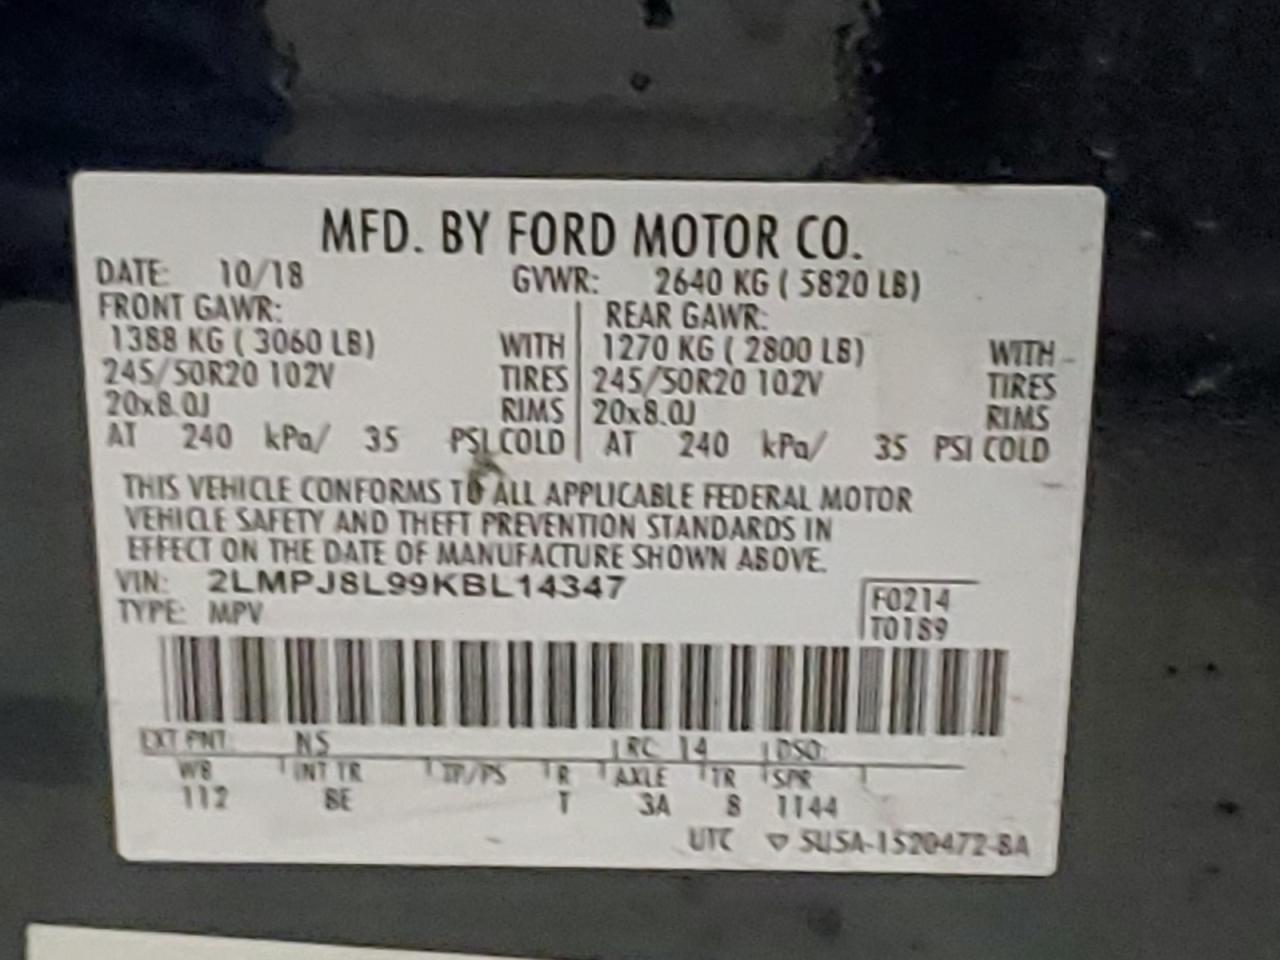 MFD. BY FORD MOTOR CO.
DATE: 10/18 GVWR: 2640 KG ( 5820 LB)
FRONT GAWR: REAR GAWR:
1388 KG ( 3060 LB) WITH 1270 KG ( 2800 LB) WITH
245/50R20 102V TIRES 245/50R20 102V TIRES
20x8.0J RIMS 20x8.0J RIMS
AT 240 kPa/ 35 PSI COLD AT 240 kPa/ 35 PSI COLD
THIS VEHICLE CONFORMS TO ALL APPLICABLE FEDERAL MOTOR
VEHICLE SAFETY AND THEFT PREVENTION STANDARDS IN
EFFECT ON THE DATE OF MANUFACTURE SHOWN ABOVE.
VIN: 2LMPJ8L99KBL14347
F0214
TYPE: MPV
T0189
EXT PNT: NS RC: 14 DSO:
WB INT TR TP/PS R AXLE TR SPR
112 BE T 3A 8 1144
UTC ▽ 5U5A-1520472-BA